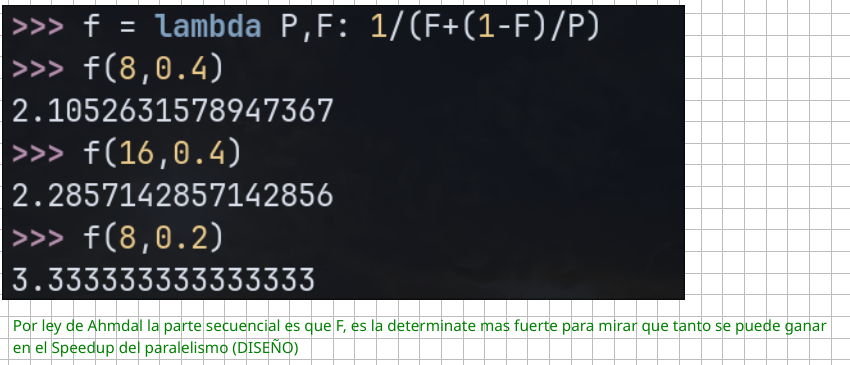 >>> f = lambda P,F: 1/(F+(1-F)/P)
>>> f(8,0.4)
2.1052631578947367
>>> f(16,0.4)
2.2857142857142856
>>> f(8,0.2)
3.333333333333333
Por ley de Ahmdal la parte secuencial es que F, es la determinate mas fuerte para mirar que tanto se puede ganar
en el Speedup del paralelismo (DISEÑO)